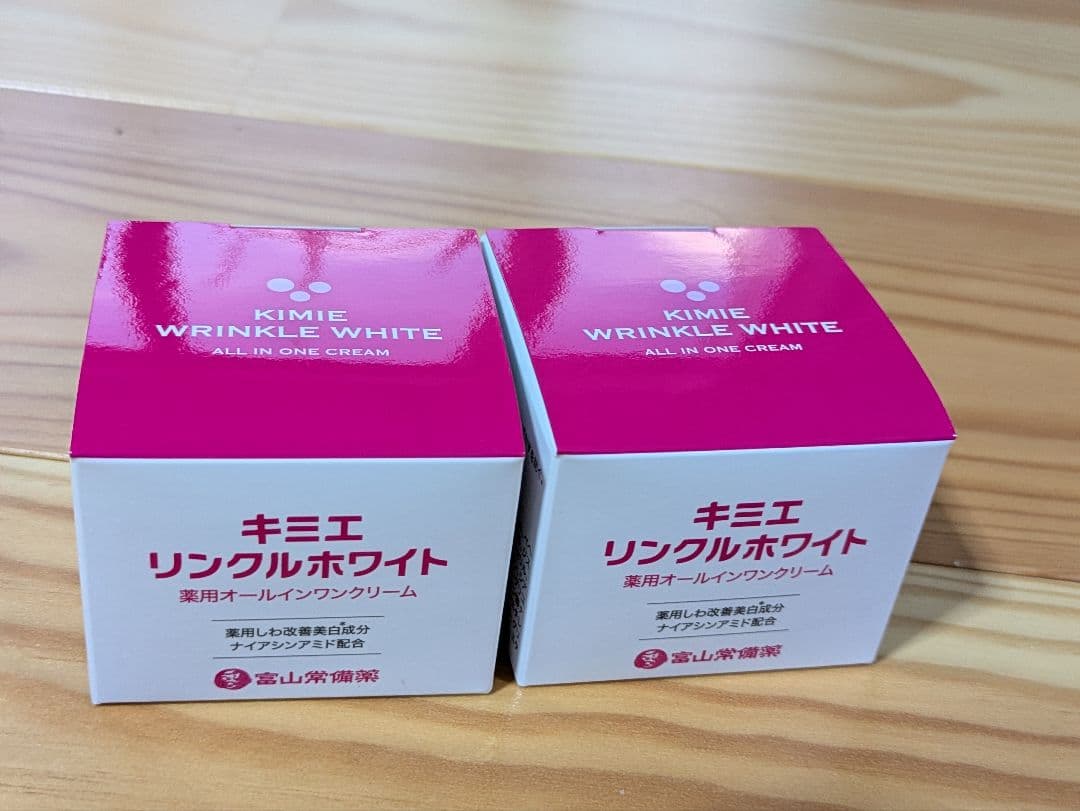 KIMIE
WRINKLE WHITE
ALL IN ONE CREAM
キミエ
リンクルホワイト
薬用オールインワンクリーム
薬用しわ改善美白*成分
ナイアシンアミド配合
富山常備薬
KIMIE
WRINKLE WHITE
ALL IN ONE CREAM
キミエ
リンクルホワイト
薬用オールインワンクリーム
薬用しわ改善美白*成分
ナイアシンアミド配合
富山常備薬